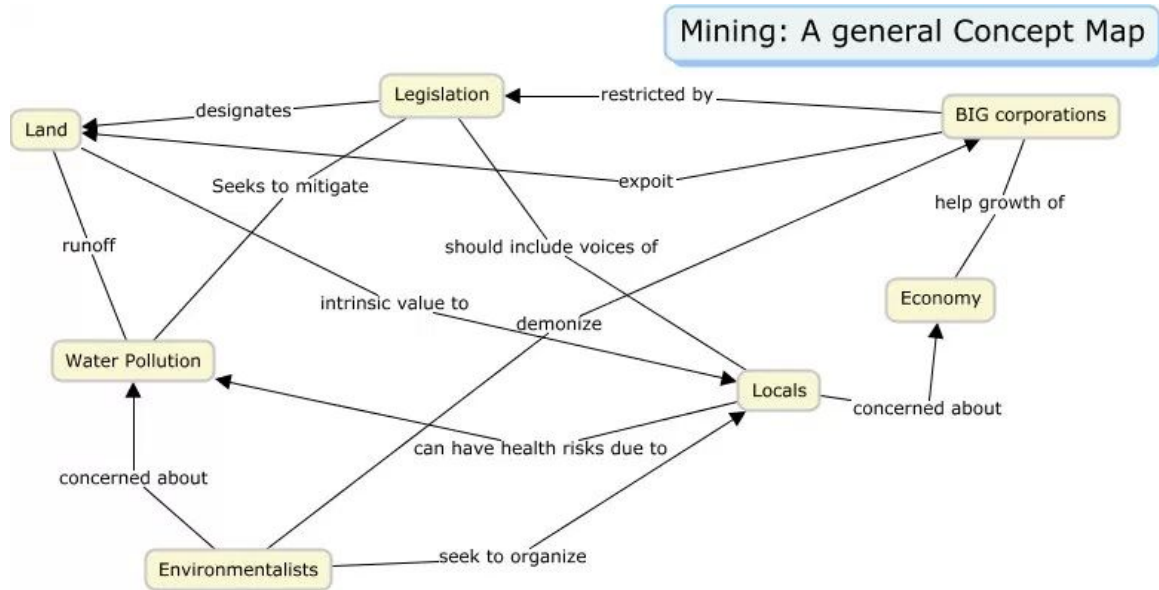 Mining: A general Concept Map
Legislation
restricted by
BIG corporations
designates
Land
Seeks to mitigate
expoit
help growth of
runoff
should include voices of
intrinsic value to
Economy
demonize
Water Pollution
Locals
concerned about
can have health risks due to
concerned about
seek to organize
Environmentalists